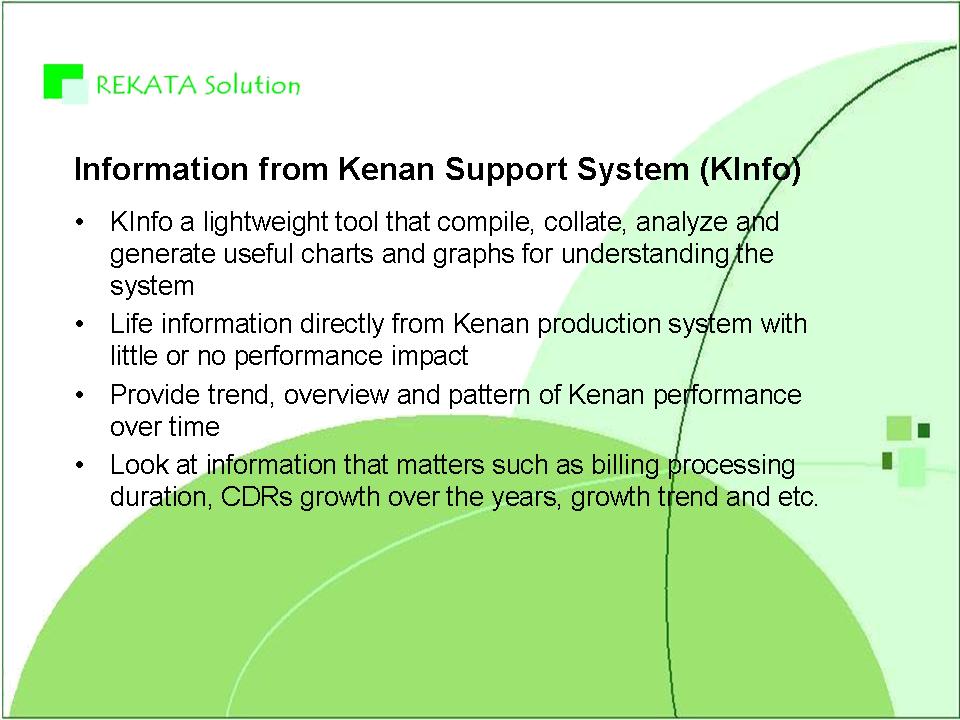 REKATA Solution
Information from Kenan Support System (KInfo)
• KInfo a lightweight tool that compile, collate, analyze and
generate useful charts and graphs for understanding the
system
• Life information directly from Kenan production system with
little or no performance impact
• Provide trend, overview and pattern of Kenan performance
over time
• Look at information that matters such as billing processing
duration, CDRs growth over the years, growth trend and etc.